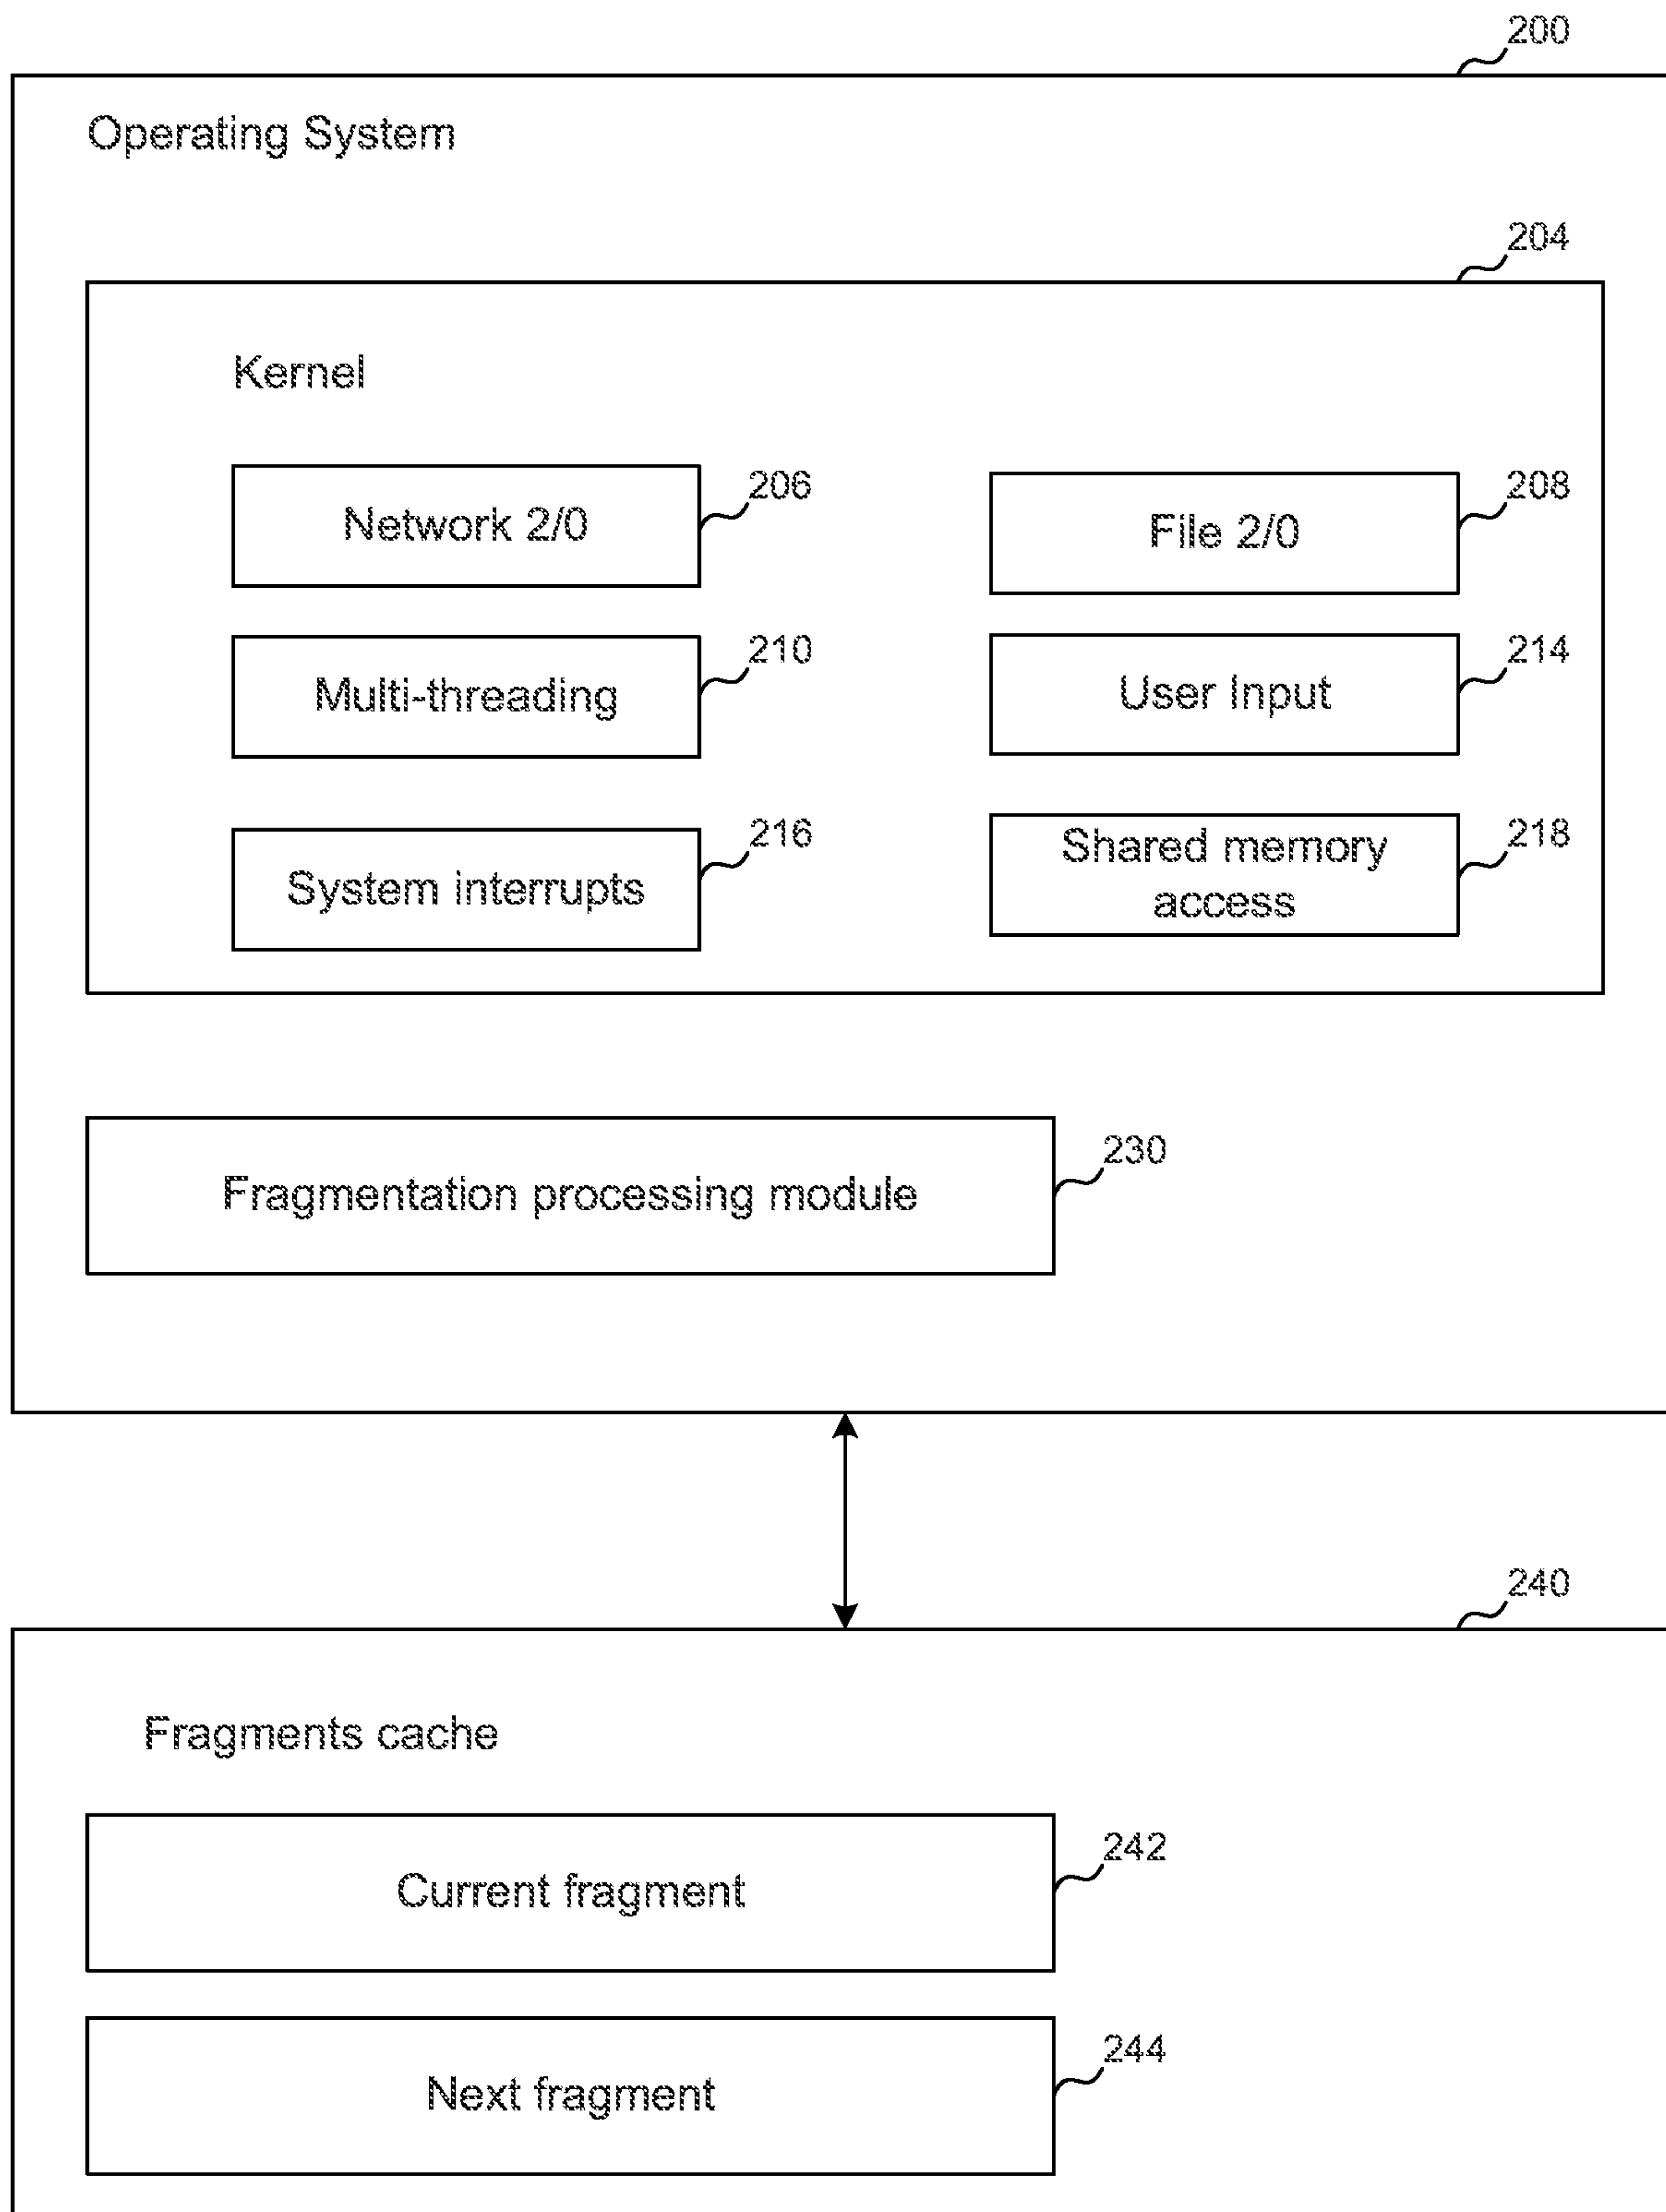 200
Operating System
204
Kernel
206
Network 2/0
208
File 2/0
210
Multi-threading
214
User Input
216
System interrupts
218
Shared memory
access
230
Fragmentation processing module
240
Fragments cache
242
Current fragment
244
Next fragment